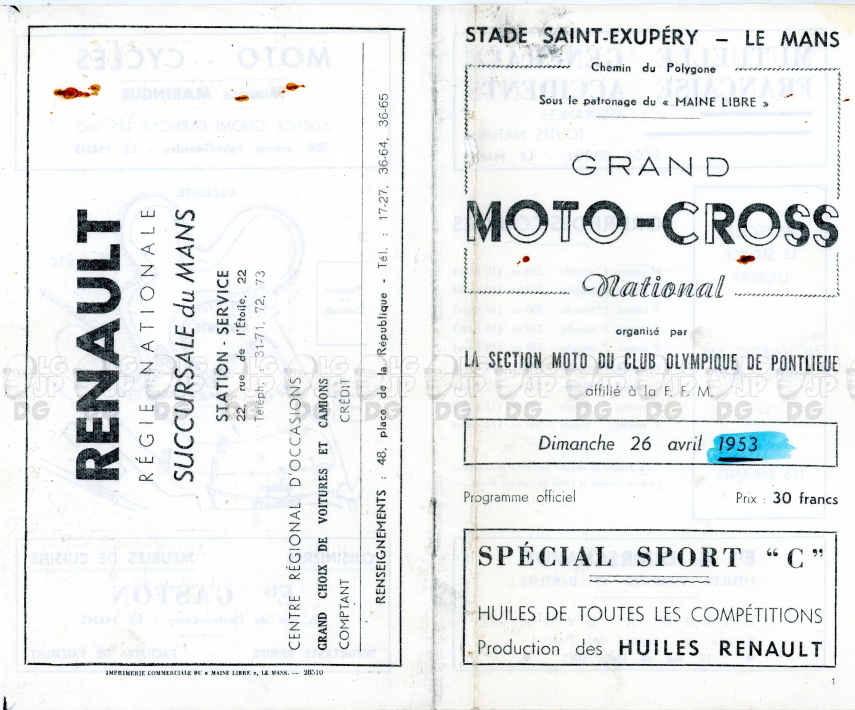 RENAULT
RÉGIE NATIONALE
SUCCURSALE du MANS
STATION - SERVICE
22, rue de l'Étoile, 22
Téléph. : 31-71, 72, 73
CENTRE RÉGIONAL D'OCCASIONS
GRAND CHOIX DE VOITURES ET CAMIONS
COMPTANT CRÉDIT
RENSEIGNEMENTS : 48, place de la République - Tél. : 17-27, 36-64, 36-65
IMPRIMERIE COMMERCIALE DU « MAINE LIBRE », LE MANS. — 28510
STADE SAINT-EXUPÉRY – LE MANS
Chemin du Polygone
Sous le patronage du « MAINE LIBRE »
GRAND
MOTO-CROSS
National
organisé par
LA SECTION MOTO DU CLUB OLYMPIQUE DE PONTLIEUE
affilié à la F. F. M.
Dimanche 26 avril 1953
Programme officiel Prix : 30 francs
SPÉCIAL SPORT “C”
HUILES DE TOUTES LES COMPÉTITIONS
Production des HUILES RENAULT
1